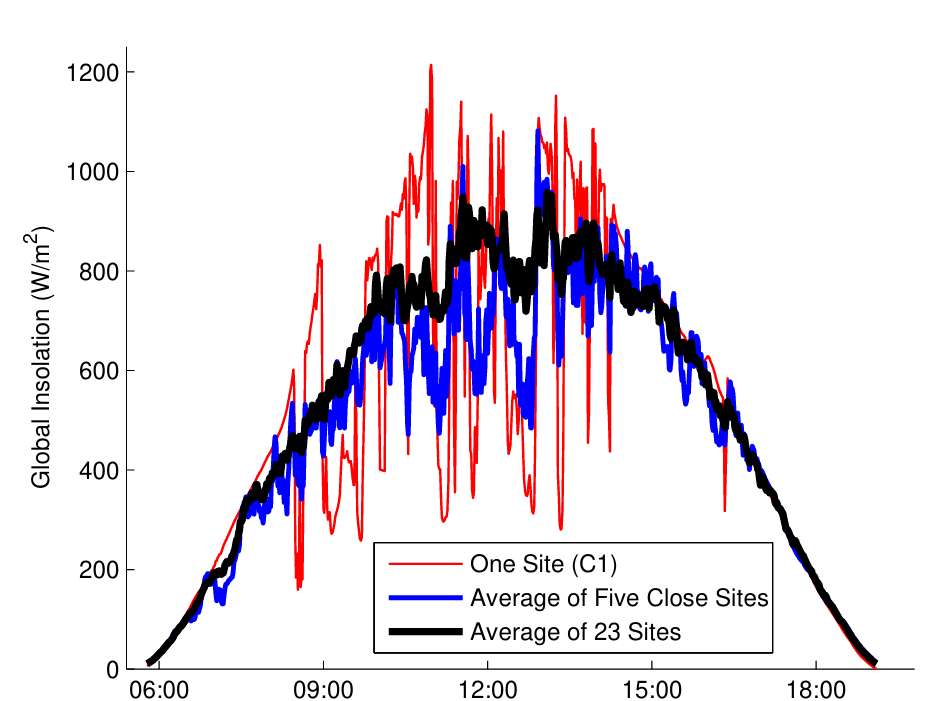 1200
1000
800
600
400
200
0
Global Insolation (W/m²)
One Site (C1)
Average of Five Close Sites
Average of 23 Sites
06:00 09:00 12:00 15:00 18:00